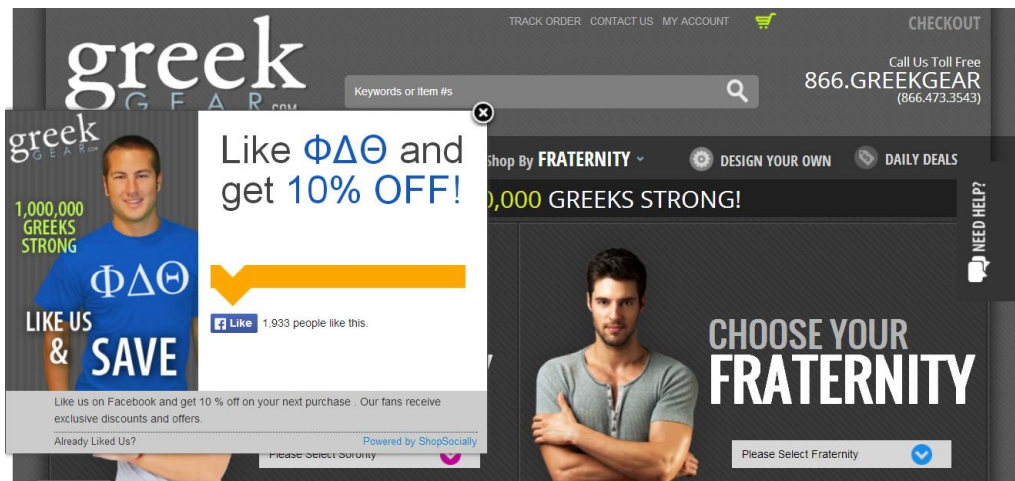 TRACK ORDER CONTACT US MY ACCOUNT
CHECKOUT
greek
GEAR.COM
Keywords or Item #s
Call Us Toll Free
866.GREEKGEAR
(866.473.3543)
Shop By FRATERNITY
DESIGN YOUR OWN
DAILY DEALS
0,000 GREEKS STRONG!
NEED HELP?
greek
GEAR.COM
1,000,000
GREEKS
STRONG
ΦΔΘ
LIKE US
& SAVE
Like ΦΔΘ and
get 10% OFF!
Like 1,933 people like this.
Like us on Facebook and get 10 % off on your next purchase . Our fans receive
exclusive discounts and offers.
Already Liked Us? Powered by ShopSocially
Please Select Sorority
CHOOSE YOUR
FRATERNITY
Please Select Fraternity